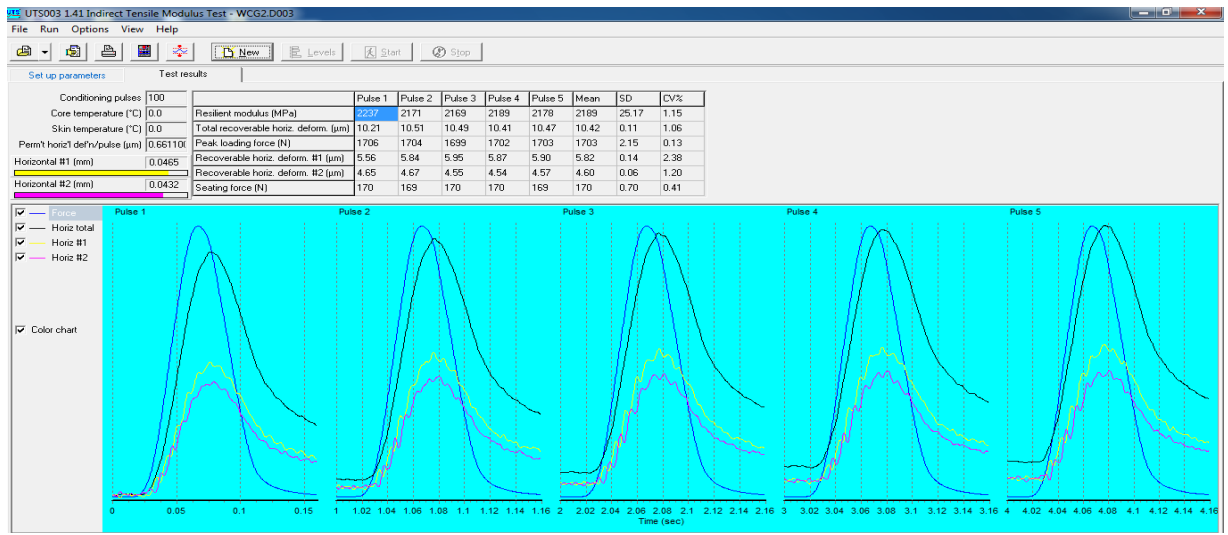 UTS UTS003 1.41 Indirect Tensile Modulus Test - WCG2.D003
File Run Options View Help
New Levels Start Stop
Set up parameters Test results
Conditioning pulses 100
Core temperature (°C) 0.0
Skin temperature (°C) 0.0
Perm't horiz'l def'n/pulse (µm) 0.66110(
Horizontal #1 (mm) 0.0465
Horizontal #2 (mm) 0.0432
Pulse 1 Pulse 2 Pulse 3 Pulse 4 Pulse 5 Mean SD CV%
Resilient modulus (MPa) 2237 2171 2169 2189 2178 2189 25.17 1.15
Total recoverable horiz. deform. (µm) 10.21 10.51 10.49 10.41 10.47 10.42 0.11 1.06
Peak loading force (N) 1706 1704 1699 1702 1703 1703 2.15 0.13
Recoverable horiz. deform. #1 (µm) 5.56 5.84 5.95 5.87 5.90 5.82 0.14 2.38
Recoverable horiz. deform. #2 (µm) 4.65 4.67 4.55 4.54 4.57 4.60 0.06 1.20
Seating force (N) 170 169 170 170 169 170 0.70 0.41
Force
Horiz total
Horiz #1
Horiz #2
Color chart
Pulse 1 Pulse 2 Pulse 3 Pulse 4 Pulse 5
0 0.05 0.1 0.15 1 1.02 1.04 1.06 1.08 1.1 1.12 1.14 1.16 2 2.02 2.04 2.06 2.08 2.1 2.12 2.14 2.16 3 3.02 3.04 3.06 3.08 3.1 3.12 3.14 3.16 4 4.02 4.04 4.06 4.08 4.1 4.12 4.14 4.16
Time (sec)